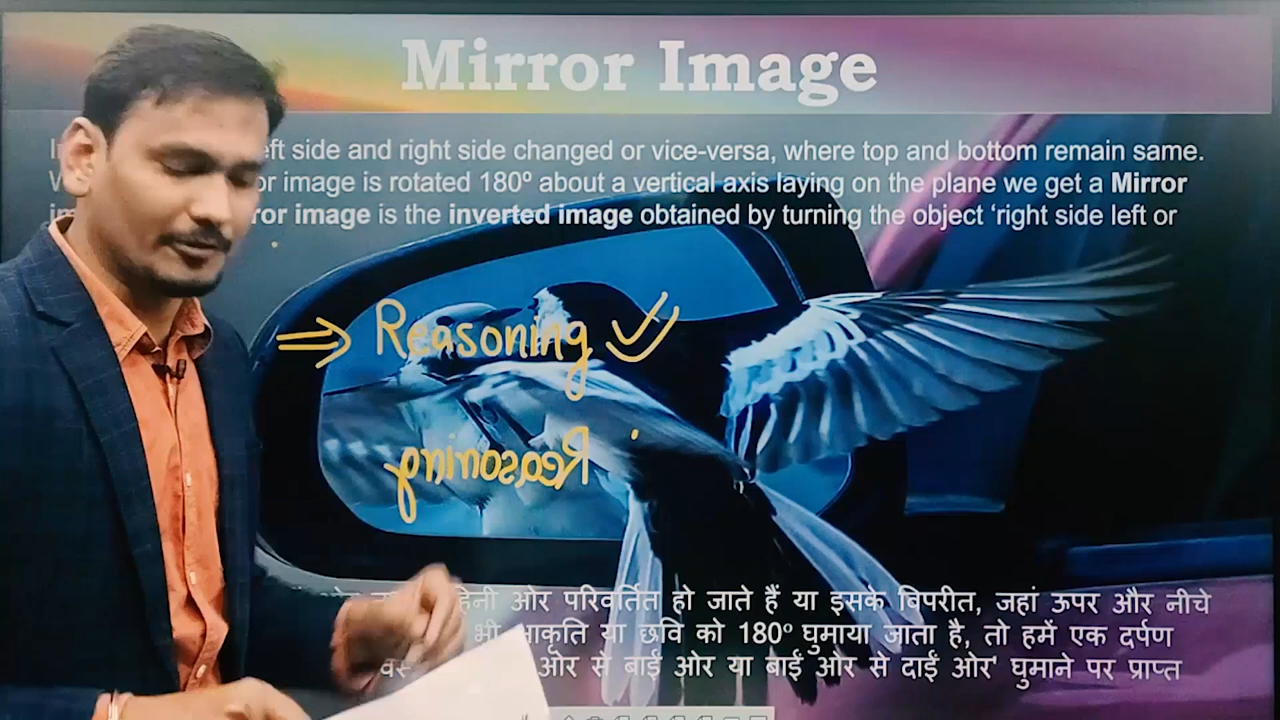 Mirror Image
left side and right side changed or vice-versa, where top and bottom remain same.
or image is rotated 180º about a vertical axis laying on the plane we get a Mirror
image is the inverted image obtained by turning the object ‘right side left or
⇒ Reasoning
Reasoning
ओर परिवर्तित हो जाते हैं या इसके विपरीत, जहां ऊपर और नीचे
भी आकृति या छवि को 180º घुमाया जाता है, तो हमें एक दर्पण
ओर से बाईं ओर या बाईं ओर से दाईं ओर' घुमाने पर प्राप्त